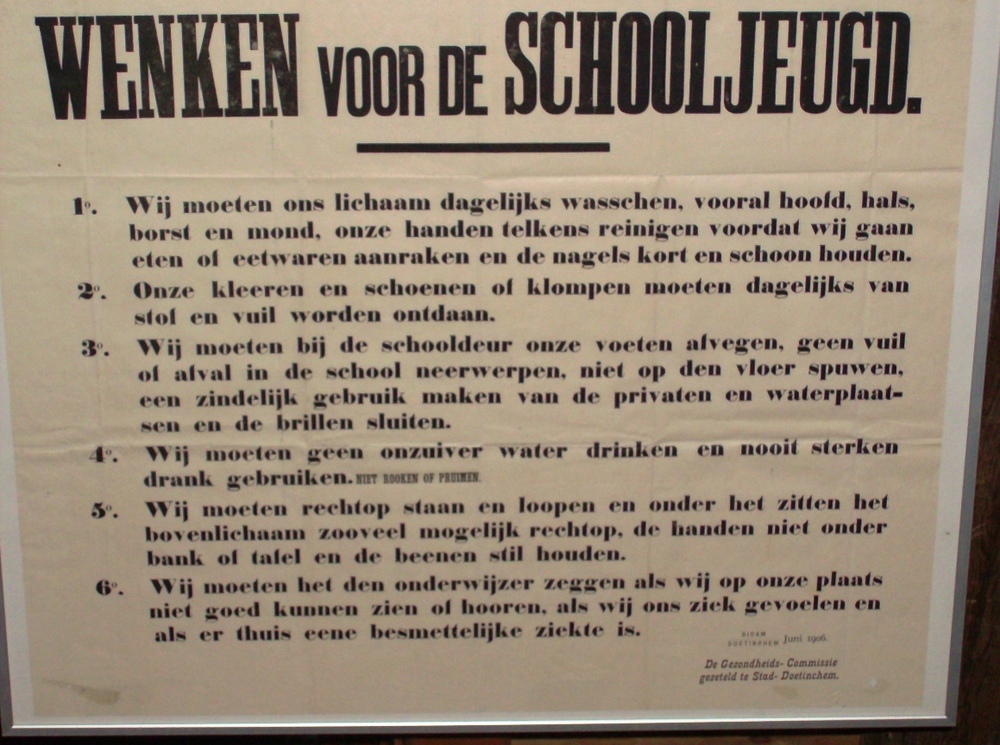 WENKEN VOOR DE SCHOOLJEUGD.
1o. Wij moeten ons lichaam dagelijks wasschen, vooral hoofd, hals,
borst en mond, onze handen telkens reinigen voordat wij gaan
eten of eetwaren aanraken en de nagels kort en schoon houden.
2o. Onze kleeren en schoenen of klompen moeten dagelijks van
stof en vuil worden ontdaan.
3o. Wij moeten bij de schooldeur onze voeten afvegen, geen vuil
of afval in de school neerwerpen, niet op den vloer spuwen,
een zindelijk gebruik maken van de privaten en waterplaat-
sen en de brillen sluiten.
4o. Wij moeten geen onzuiver water drinken en nooit sterken
drank gebruiken. NIET ROOKEN OF PRUIMEN.
5o. Wij moeten rechtop staan en loopen en onder het zitten het
bovenlichaam zooveel mogelijk rechtop, de handen niet onder
bank of tafel en de beenen stil houden.
6o. Wij moeten het den onderwijzer zeggen als wij op onze plaats
niet goed kunnen zien of hooren, als wij ons ziek gevoelen en
als er thuis eene besmettelijke ziekte is.
DIDAM
DOETINCHEM Juni 1906.
De Gezondheids-Commissie
gezeteld te Stad-Doetinchem.